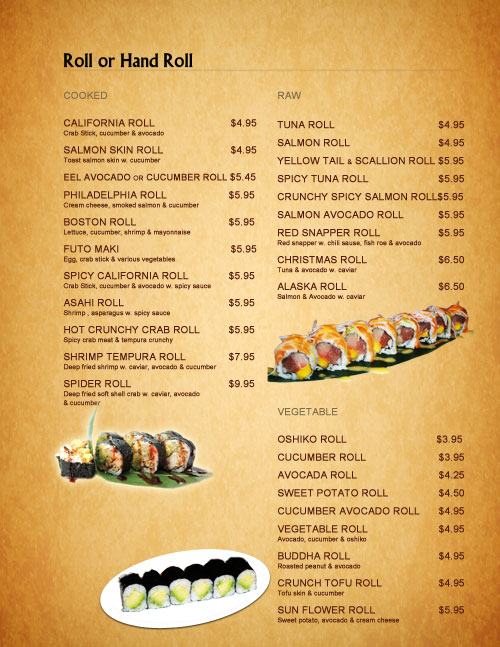 Roll or Hand Roll
COOKED
CALIFORNIA ROLL $4.95
Crab Stick, cucumber & avocado
SALMON SKIN ROLL $4.95
Toast salmon skin w. cucumber
EEL AVOCADO OR CUCUMBER ROLL $5.45
PHILADELPHIA ROLL $5.95
Cream cheese, smoked salmon & cucumber
BOSTON ROLL $5.95
Lettuce, cucumber, shrimp & mayonnaise
FUTO MAKI $5.95
Egg, crab stick & various vegetables
SPICY CALIFORNIA ROLL $5.95
Crab Stick, cucumber & avocado w. spicy sauce
ASAHI ROLL $5.95
Shrimp , asparagus w. spicy sauce
HOT CRUNCHY CRAB ROLL $5.95
Spicy crab meat & tempura crunchy
SHRIMP TEMPURA ROLL $7.95
Deep fried shrimp w. caviar, avocado & cucumber
SPIDER ROLL $9.95
Deep fried soft shell crab w. caviar, avocado
& cucumber
RAW
TUNA ROLL $4.95
SALMON ROLL $4.95
YELLOW TAIL & SCALLION ROLL $5.95
SPICY TUNA ROLL $5.95
CRUNCHY SPICY SALMON ROLL $5.95
SALMON AVOCADO ROLL $5.95
RED SNAPPER ROLL $5.95
Red snapper w. chili sause, fish roe & avocado
CHRISTMAS ROLL $6.50
Tuna & avocado w. caviar
ALASKA ROLL $6.50
Salmon & Avocado w. caviar
VEGETABLE
OSHIKO ROLL $3.95
CUCUMBER ROLL $3.95
AVOCADA ROLL $4.25
SWEET POTATO ROLL $4.50
CUCUMBER AVOCADO ROLL $4.95
VEGETABLE ROLL $4.95
Avocado, cucumber & oshiko
BUDDHA ROLL $4.95
Roasted peanut & avocado
CRUNCH TOFU ROLL $4.95
Tofu skin & cucumber
SUN FLOWER ROLL $5.95
Sweet potato, avocado & cream cheese